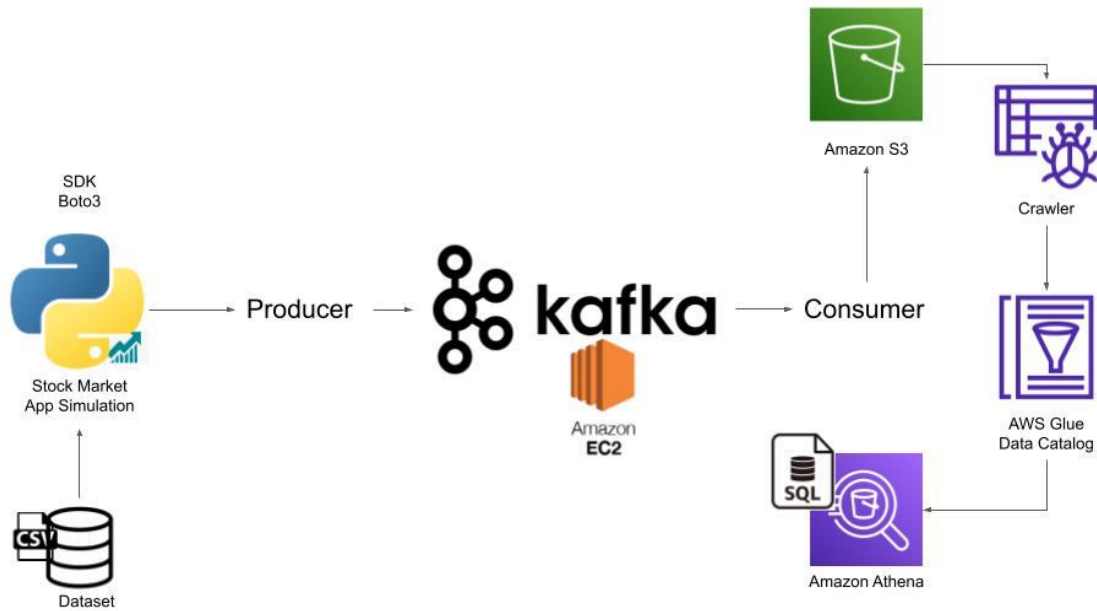 SDK
Boto3
Stock Market
App Simulation
CSV
Dataset
Producer
kafka
Amazon
EC2
Consumer
Amazon S3
Crawler
AWS Glue
Data Catalog
SQL
Amazon Athena